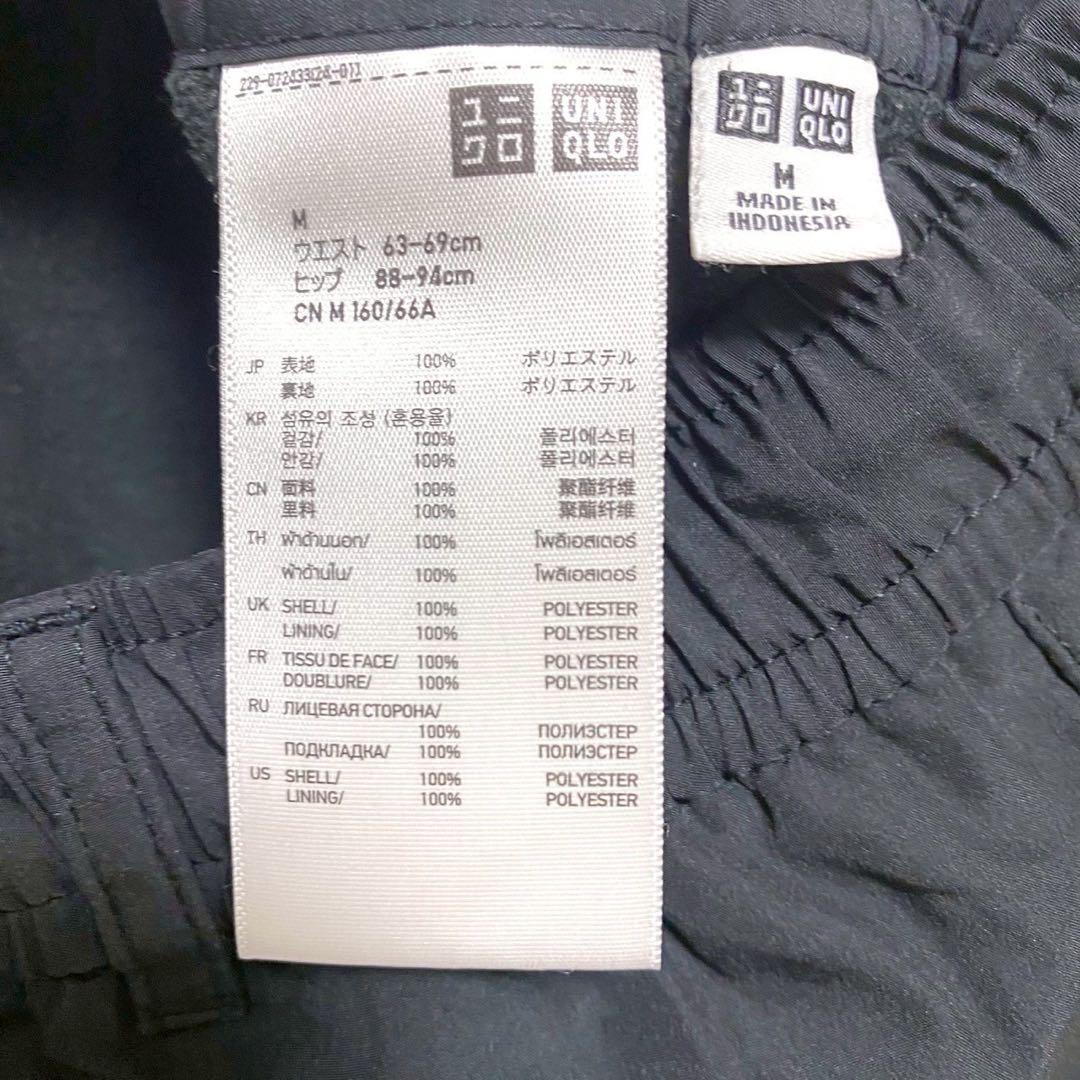 229-072433(24-01)
ユニクロ UNIQLO
M
ウエスト 63-69cm
ヒップ 88-94cm
CN M 160/66A
JP 表地 100% ポリエステル
裏地 100% ポリエステル
KR 섬유의 조성 (혼용율)
겉감/ 100% 폴리에스터
안감/ 100% 폴리에스터
CN 面料 100% 聚酯纤维
里料 100% 聚酯纤维
TH ผ้าด้านนอก/ 100% โพลีเอสเตอร์
ผ้าด้านใน/ 100% โพลีเอสเตอร์
UK SHELL/ 100% POLYESTER
LINING/ 100% POLYESTER
FR TISSU DE FACE/ 100% POLYESTER
DOUBLURE/ 100% POLYESTER
RU ЛИЦЕВАЯ СТОРОНА/
100% ПОЛИЭСТЕР
ПОДКЛАДКА/ 100% ПОЛИЭСТЕР
US SHELL/ 100% POLYESTER
LINING/ 100% POLYESTER
ユニクロ UNIQLO
M
MADE IN
INDONESIA